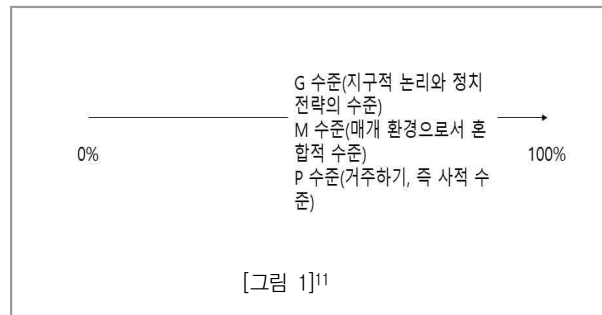 G 수준(지구적 논리와 정치
전략의 수준)
M 수준(매개 환경으로서 혼
합적 수준)
P 수준(거주하기, 즉 사적 수
준)
0%
100%
[그림 1]11